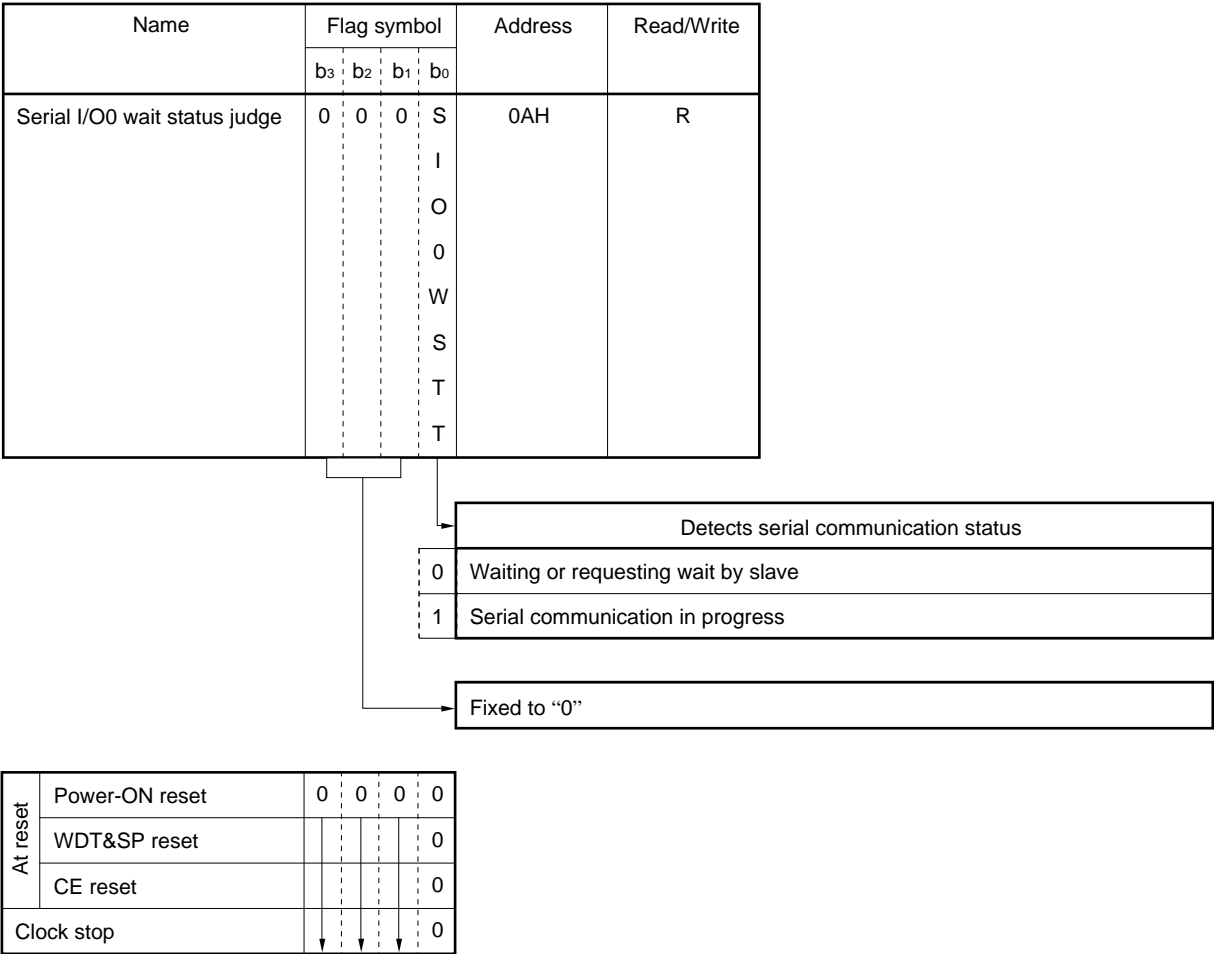 Name Flag symbol Address Read/Write
b3 b2 b1 b0
Serial I/O0 wait status judge 0 0 0 S 0AH R
I
O
0
W
S
T
T
Detects serial communication status
0 Waiting or requesting wait by slave
1 Serial communication in progress
Fixed to “0”
At reset
Power-ON reset 0 0 0 0
WDT&SP reset 0
CE reset 0
Clock stop 0